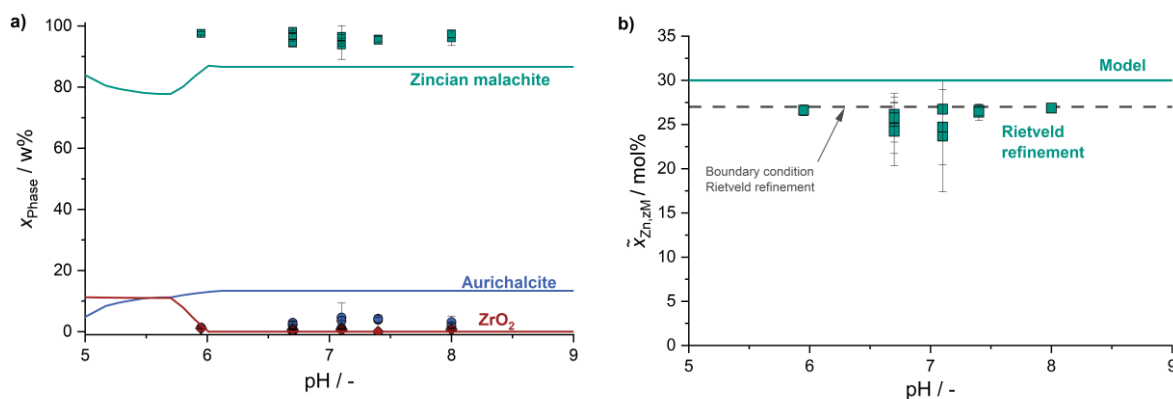 a)
100
80
60
40
20
0
x_Phase / w%
Zincian malachite
Aurichalcite
ZrO₂
5 6 7 8 9
pH / -
b)
35
30
25
20
15
10
5
0
x̃_Zn,zM / mol%
Model
Rietveld
refinement
Boundary condition
Rietveld refinement
5 6 7 8 9
pH / -